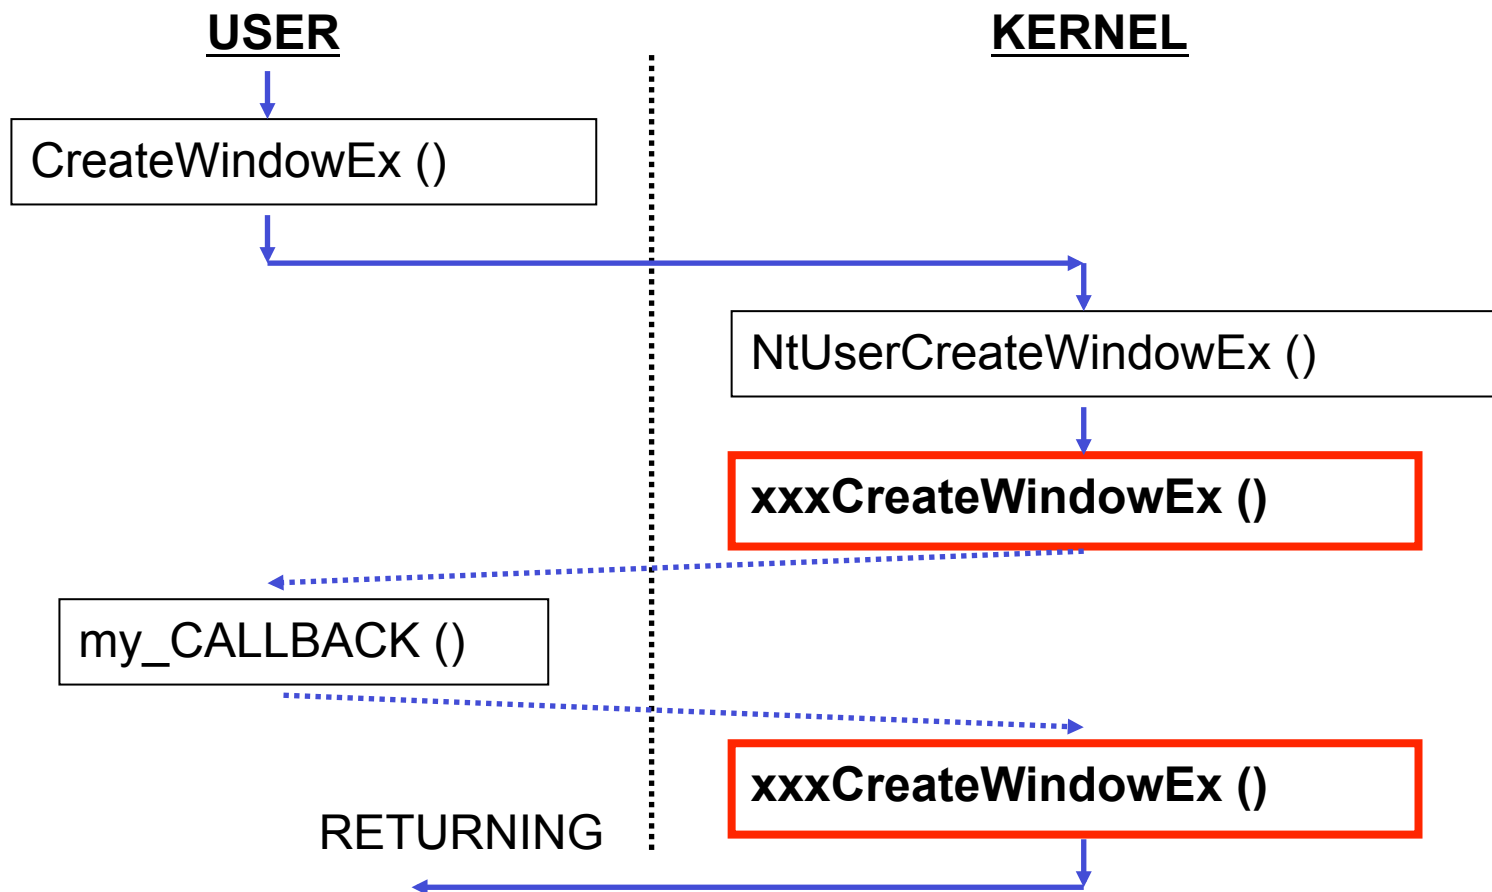 USER
KERNEL
CreateWindowEx ()
NtUserCreateWindowEx ()
xxxCreateWindowEx ()
my_CALLBACK ()
xxxCreateWindowEx ()
RETURNING